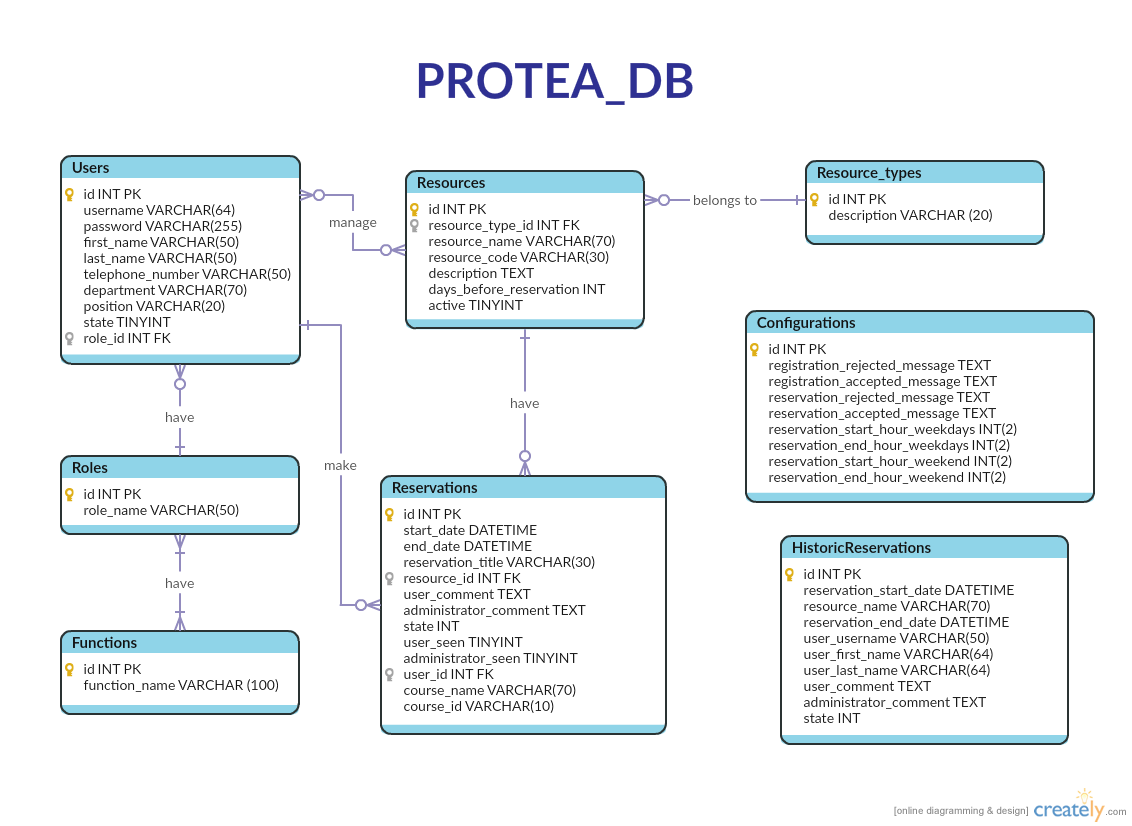 PROTEA_DB
Users
id INT PK
username VARCHAR(64)
password VARCHAR(255)
first_name VARCHAR(50)
last_name VARCHAR(50)
telephone_number VARCHAR(50)
department VARCHAR(70)
position VARCHAR(20)
state TINYINT
role_id INT FK
manage
Resources
id INT PK
resource_type_id INT FK
resource_name VARCHAR(70)
resource_code VARCHAR(30)
description TEXT
days_before_reservation INT
active TINYINT
belongs to
Resource_types
id INT PK
description VARCHAR (20)
Configurations
id INT PK
registration_rejected_message TEXT
registration_accepted_message TEXT
reservation_rejected_message TEXT
reservation_accepted_message TEXT
reservation_start_hour_weekdays INT(2)
reservation_end_hour_weekdays INT(2)
reservation_start_hour_weekend INT(2)
reservation_end_hour_weekend INT(2)
have
have
make
Roles
id INT PK
role_name VARCHAR(50)
have
Functions
id INT PK
function_name VARCHAR (100)
Reservations
id INT PK
start_date DATETIME
end_date DATETIME
reservation_title VARCHAR(30)
resource_id INT FK
user_comment TEXT
administrator_comment TEXT
state INT
user_seen TINYINT
administrator_seen TINYINT
user_id INT FK
course_name VARCHAR(70)
course_id VARCHAR(10)
HistoricReservations
id INT PK
reservation_start_date DATETIME
resource_name VARCHAR(70)
reservation_end_date DATETIME
user_username VARCHAR(50)
user_first_name VARCHAR(64)
user_last_name VARCHAR(64)
user_comment TEXT
administrator_comment TEXT
state INT
[online diagramming & design] creately.com